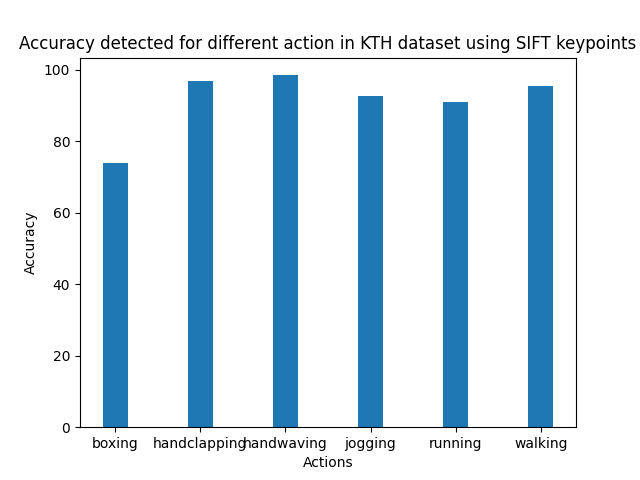 Accuracy detected for different action in KTH dataset using SIFT keypoints
100
80
60
40
20
0
Accuracy
boxing handclapping handwaving jogging running walking
Actions